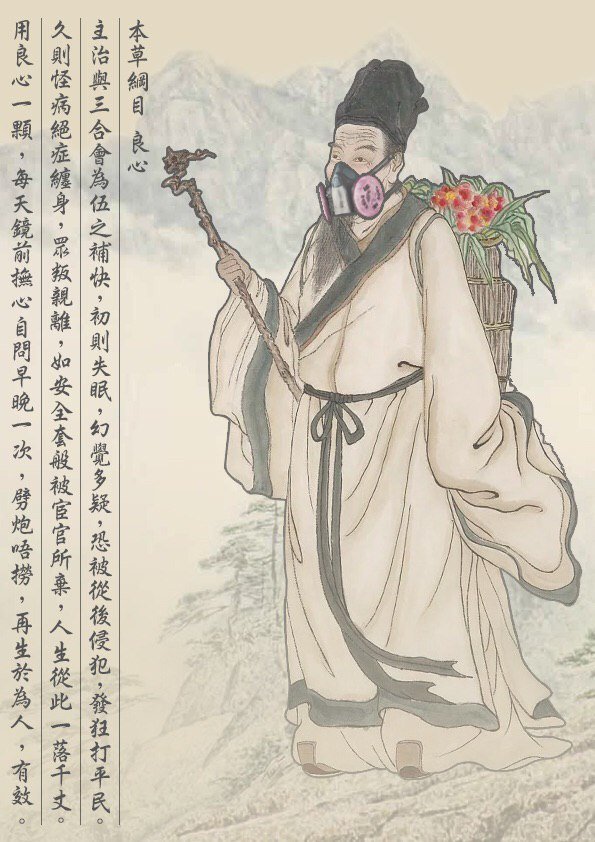 本草綱目 良心
主治與三合會為伍之補快，初則失眠，幻覺多疑，恐被從後侵犯，發狂打平民。
久則怪病絕症纏身，眾叛親離，如安全套般被宦官所棄，人生從此一落千丈。
用良心一顆，每天鏡前撫心自問早晚一次，劈炮唔撈，再生於為人，有效。